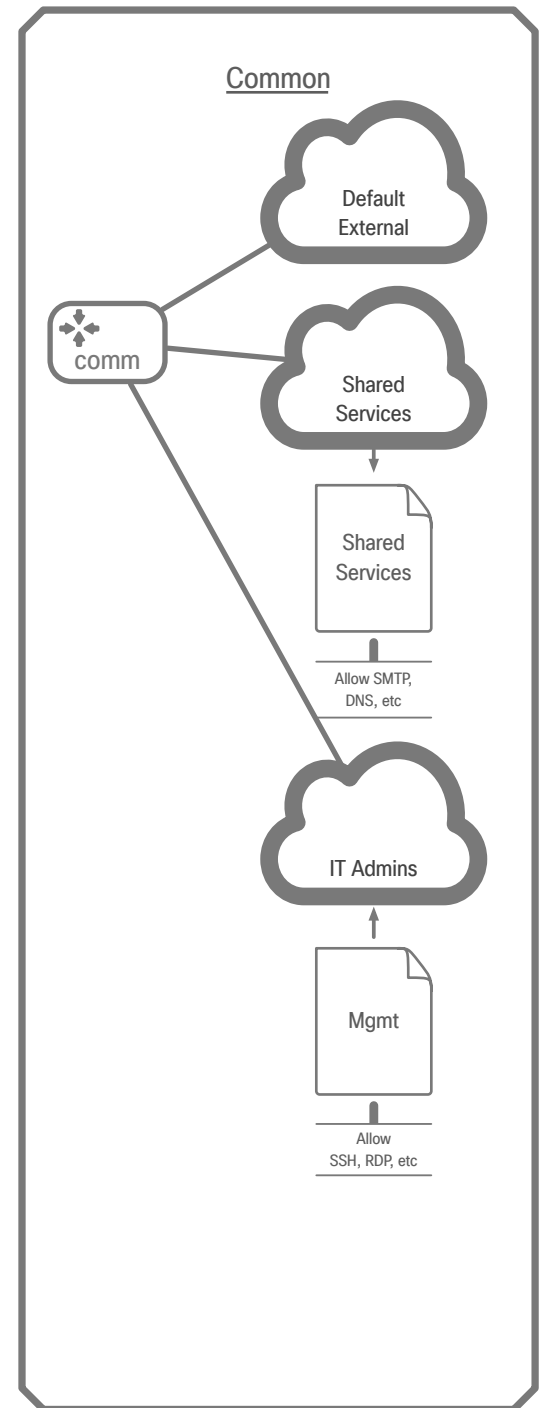 Common
Default
External
comm
Shared
Services
Shared
Services
Allow SMTP,
DNS, etc
IT Admins
Mgmt
Allow
SSH, RDP, etc